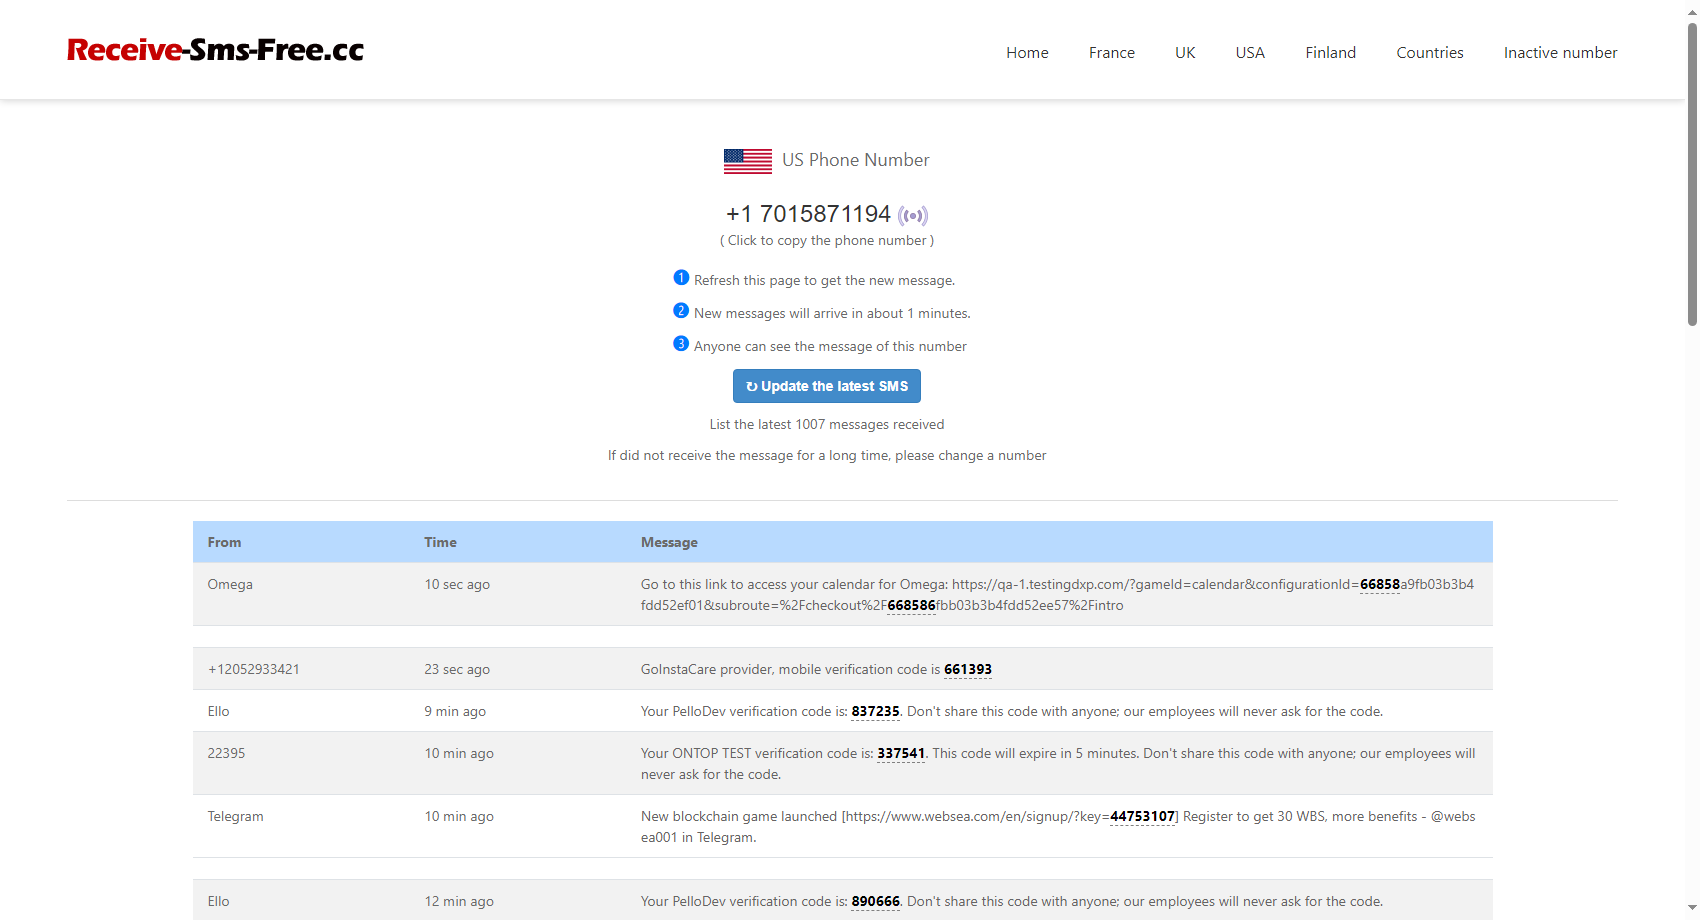 Receive-Sms-Free.cc
Home France UK USA Finland Countries Inactive number
US Phone Number
+1 7015871194
( Click to copy the phone number )
1 Refresh this page to get the new message.
2 New messages will arrive in about 1 minutes.
3 Anyone can see the message of this number
↻ Update the latest SMS
List the latest 1007 messages received
If did not receive the message for a long time, please change a number
From Time Message
Omega 10 sec ago Go to this link to access your calendar for Omega: https://qa-1.testingdxp.com/?gameId=calendar&configurationId=66858a9fb03b3b4
fdd52ef01&subroute=%2Fcheckout%2F668586fbb03b3b4fdd52ee57%2Fintro
+12052933421 23 sec ago GoInstaCare provider, mobile verification code is 661393
Ello 9 min ago Your PelloDev verification code is: 837235. Don't share this code with anyone; our employees will never ask for the code.
22395 10 min ago Your ONTOP TEST verification code is: 337541. This code will expire in 5 minutes. Don't share this code with anyone; our employees will
never ask for the code.
Telegram 10 min ago New blockchain game launched [https://www.websea.com/en/signup/?key=44753107] Register to get 30 WBS, more benefits - @webs
ea001 in Telegram.
Ello 12 min ago Your PelloDev verification code is: 890666. Don't share this code with anyone; our employees will never ask for the code.